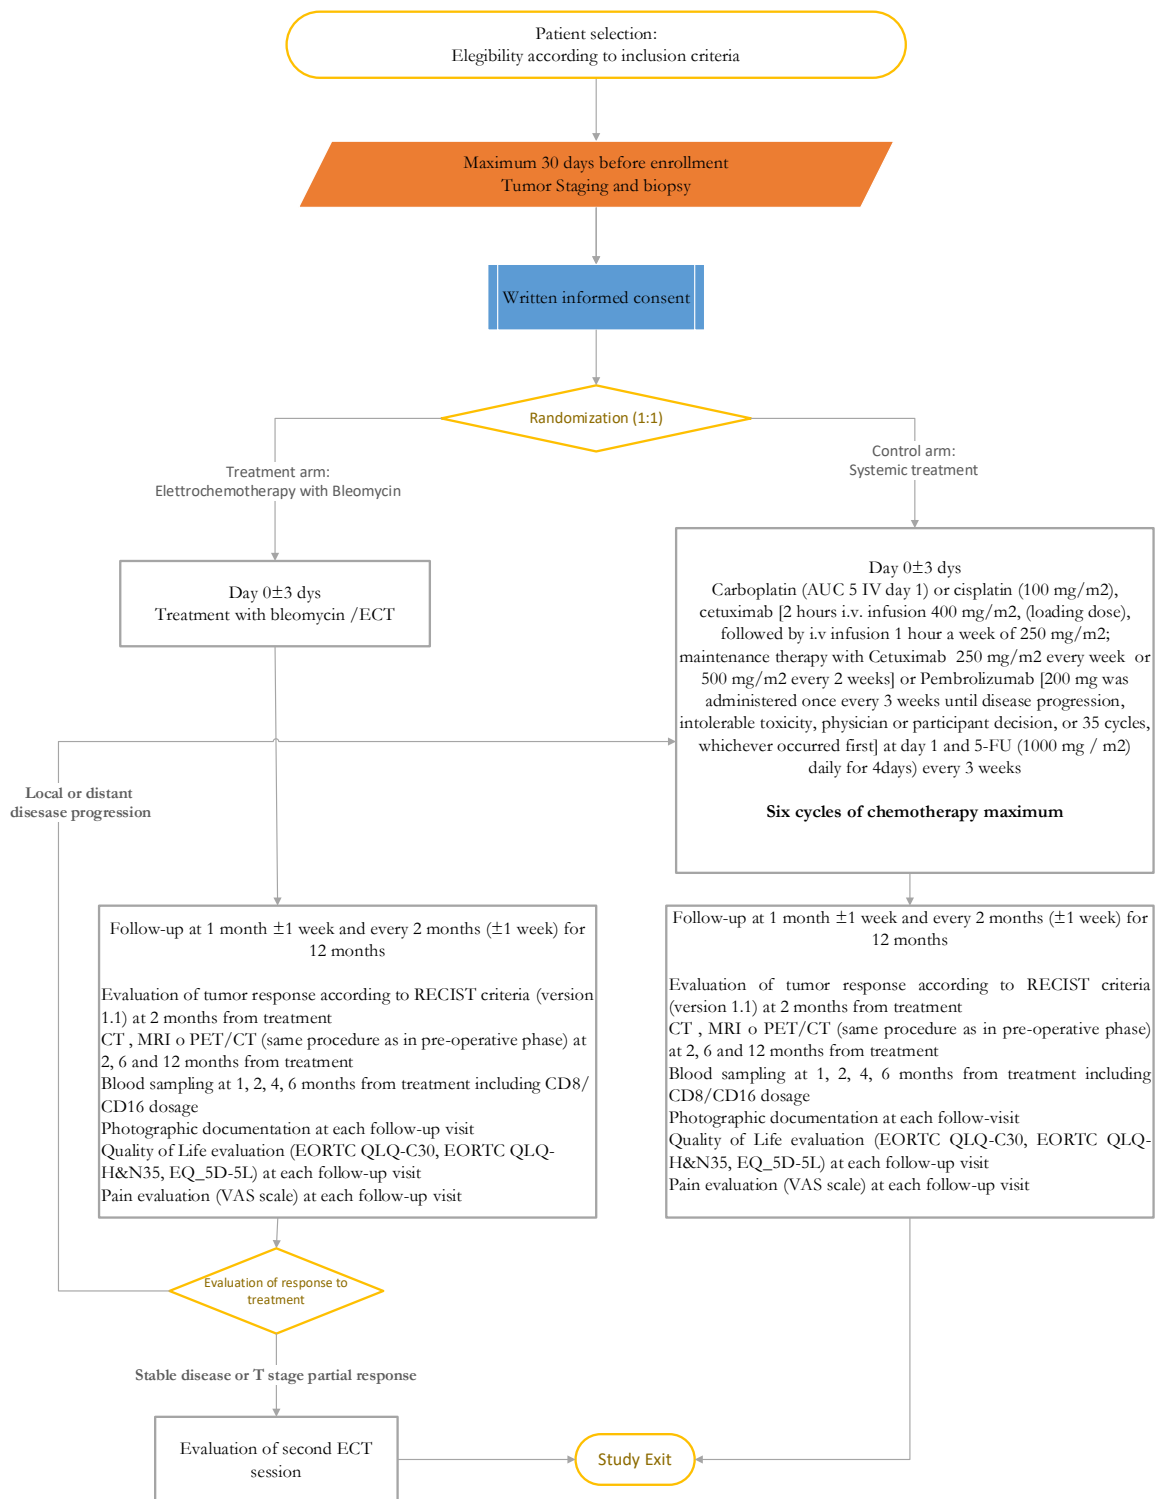 Patient selection:
Elegibility according to inclusion criteria
Maximum 30 days before enrollment
Tumor Staging and biopsy
Written informed consent
Randomization (1:1)
Treatment arm:
Elettrochemotherapy with Bleomycin
Control arm:
Systemic treatment
Day 0±3 dys
Treatment with bleomycin /ECT
Day 0±3 dys
Carboplatin (AUC 5 IV day 1) or cisplatin (100 mg/m2),
cetuximab [2 hours i.v. infusion 400 mg/m2, (loading dose),
followed by i.v infusion 1 hour a week of 250 mg/m2;
maintenance therapy with Cetuximab 250 mg/m2 every week or
500 mg/m2 every 2 weeks] or Pembrolizumab [200 mg was
administered once every 3 weeks until disease progression,
intolerable toxicity, physician or participant decision, or 35 cycles,
whichever occurred first] at day 1 and 5-FU (1000 mg / m2)
daily for 4days) every 3 weeks
Six cycles of chemotherapy maximum
Local or distant
disesase progression
Follow-up at 1 month ±1 week and every 2 months (±1 week) for
12 months
Evaluation of tumor response according to RECIST criteria (version
1.1) at 2 months from treatment
CT , MRI o PET/CT (same procedure as in pre-operative phase) at
2, 6 and 12 months from treatment
Blood sampling at 1, 2, 4, 6 months from treatment including CD8/
CD16 dosage
Photographic documentation at each follow-up visit
Quality of Life evaluation (EORTC QLQ-C30, EORTC QLQ-
H&N35, EQ_5D-5L) at each follow-up visit
Pain evaluation (VAS scale) at each follow-up visit
Follow-up at 1 month ±1 week and every 2 months (±1 week) for
12 months
Evaluation of tumor response according to RECIST criteria
(version 1.1) at 2 months from treatment
CT , MRI o PET/CT (same procedure as in pre-operative phase)
at 2, 6 and 12 months from treatment
Blood sampling at 1, 2, 4, 6 months from treatment including
CD8/CD16 dosage
Photographic documentation at each follow-visit
Quality of Life evaluation (EORTC QLQ-C30, EORTC QLQ-
H&N35, EQ_5D-5L) at each follow-up visit
Pain evaluation (VAS scale) at each follow-up visit
Evaluation of response to
treatment
Stable disease or T stage partial response
Evaluation of second ECT
session
Study Exit